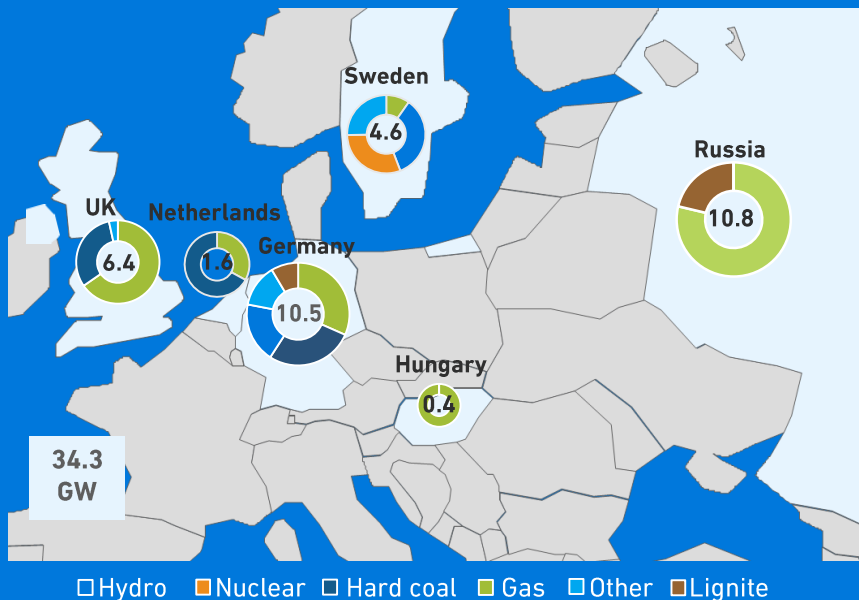 Sweden
4.6
Russia
10.8
UK
6.4
Netherlands
1.6
Germany
10.5
Hungary
0.4
34.3
GW
Hydro Nuclear Hard coal Gas Other Lignite